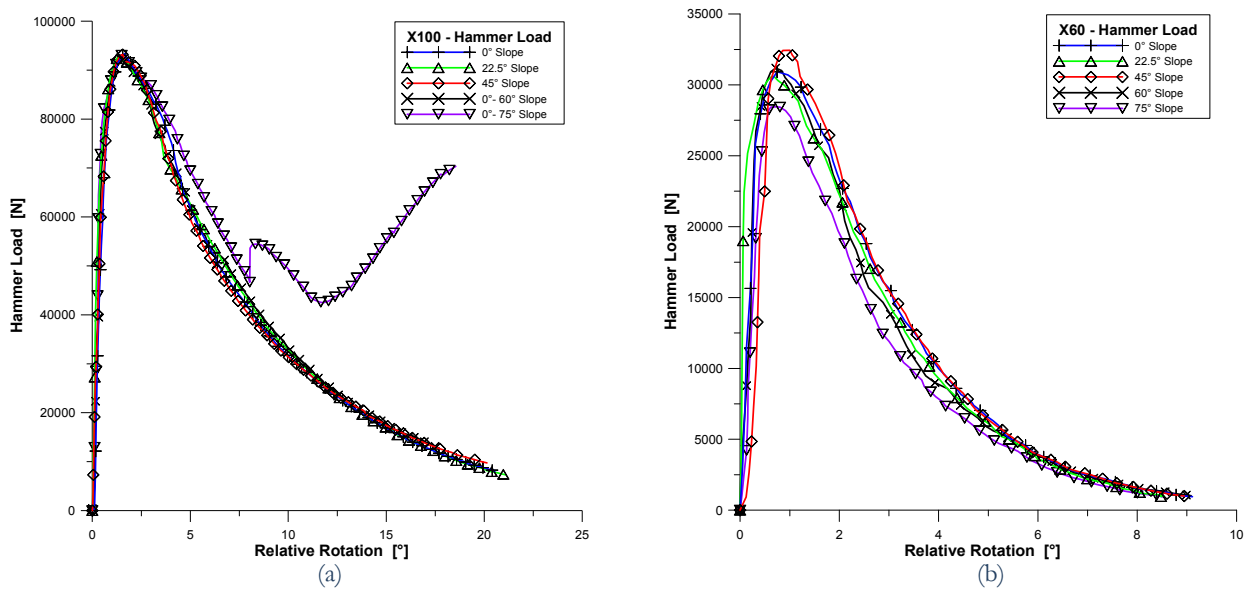 X100 - Hammer Load
0° Slope
22.5° Slope
45° Slope
0°- 60° Slope
0°- 75° Slope
Hammer Load [N]
100000
80000
60000
40000
20000
0
0 5 10 15 20 25
Relative Rotation [°]
(a)
X60 - Hammer Load
0° Slope
22.5° Slope
45° Slope
60° Slope
75° Slope
Hammer Load [N]
35000
30000
25000
20000
15000
10000
5000
0
0 2 4 6 8 10
Relative Rotation [°]
(b)